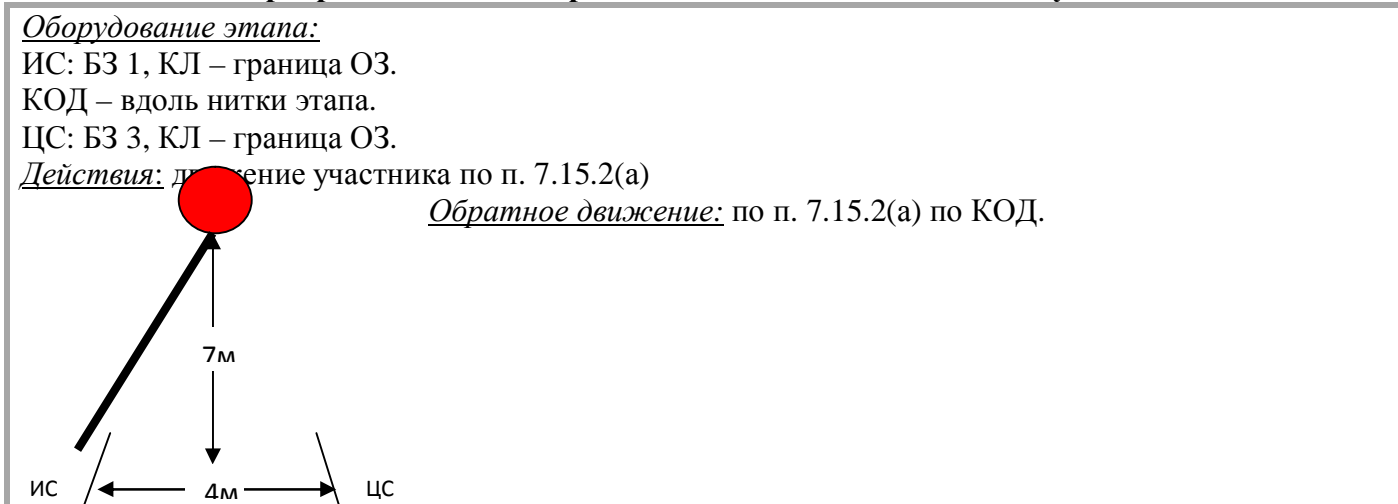 Оборудование этапа:
ИС: БЗ 1, КЛ – граница ОЗ.
КОД – вдоль нитки этапа.
ЦС: БЗ 3, КЛ – граница ОЗ.
Действия: движение участника по п. 7.15.2(а)
Обратное движение: по п. 7.15.2(а) по КОД.
7м
ИС 4м ЦС